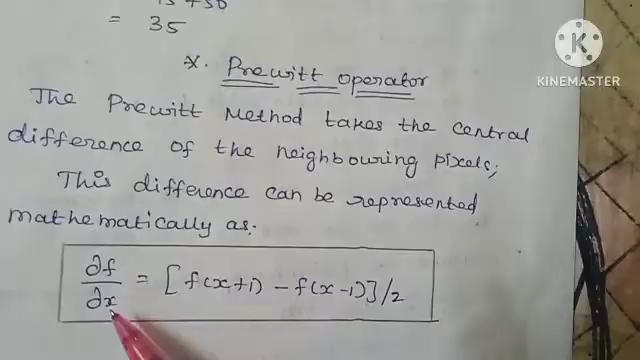 = 35
*. Prewitt operator
K
KINEMASTER
The Prewitt Method takes the central
difference of the neighbouring pixels;
This difference can be represented
mathematically as.
∂f/∂x = [f(x+1) - f(x-1)]/2